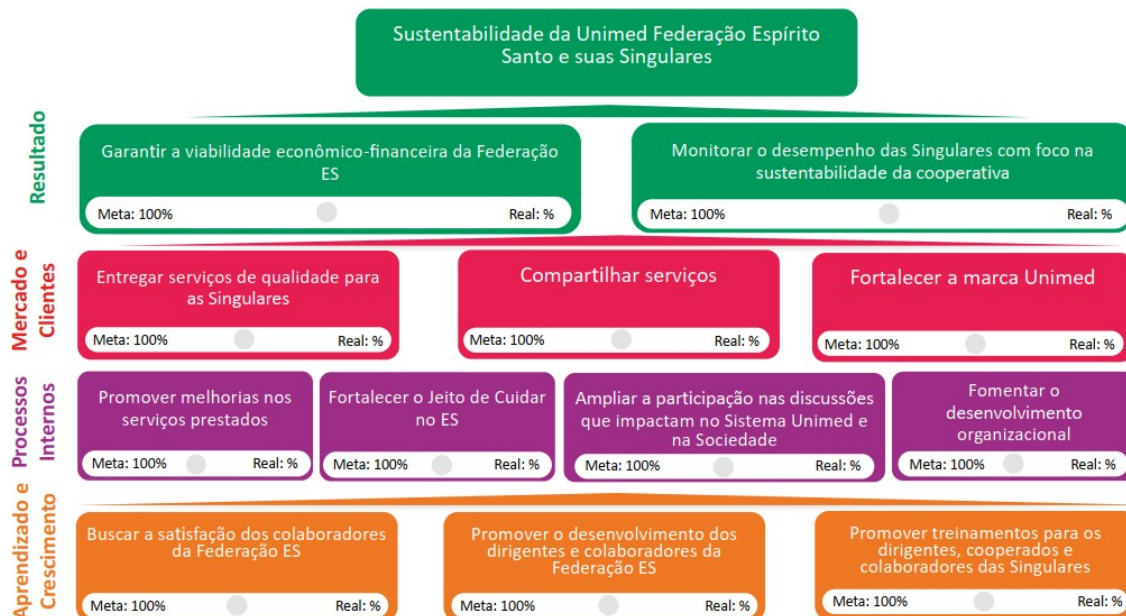 Sustentabilidade da Unimed Federação Espírito
Santo e suas Singulares
Resultado
Garantir a viabilidade econômico-financeira da Federação
ES
Meta: 100% Real: %
Monitorar o desempenho das Singulares com foco na
sustentabilidade da cooperativa
Meta: 100% Real: %
Mercado e
Clientes
Entregar serviços de qualidade para
as Singulares
Meta: 100% Real: %
Compartilhar serviços
Meta: 100% Real: %
Fortalecer a marca Unimed
Meta: 100% Real: %
Processos
Internos
Promover melhorias nos
serviços prestados
Meta: 100% Real: %
Fortalecer o Jeito de Cuidar
no ES
Meta: 100% Real: %
Ampliar a participação nas discussões
que impactam no Sistema Unimed e
na Sociedade
Meta: 100% Real: %
Fomentar o
desenvolvimento
organizacional
Meta: 100% Real: %
Aprendizado e
Crescimento
Buscar a satisfação dos colaboradores
da Federação ES
Meta: 100% Real: %
Promover o desenvolvimento dos
dirigentes e colaboradores da
Federação ES
Meta: 100% Real: %
Promover treinamentos para os
dirigentes, cooperados e
colaboradores das Singulares
Meta: 100% Real: %